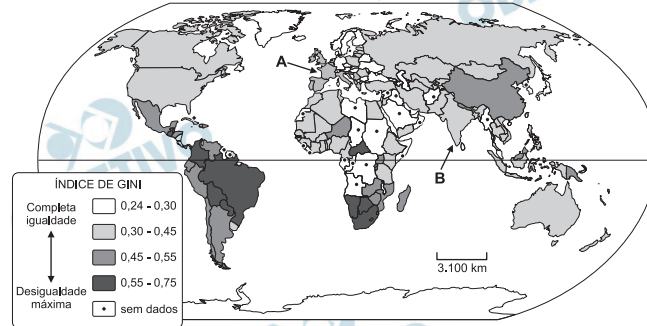 A
B
ÍNDICE DE GINI
Completa
igualdade
Desigualdade
máxima
0,24 - 0,30
0,30 - 0,45
0,45 - 0,55
0,55 - 0,75
sem dados
3.100 km
OBJETIVO